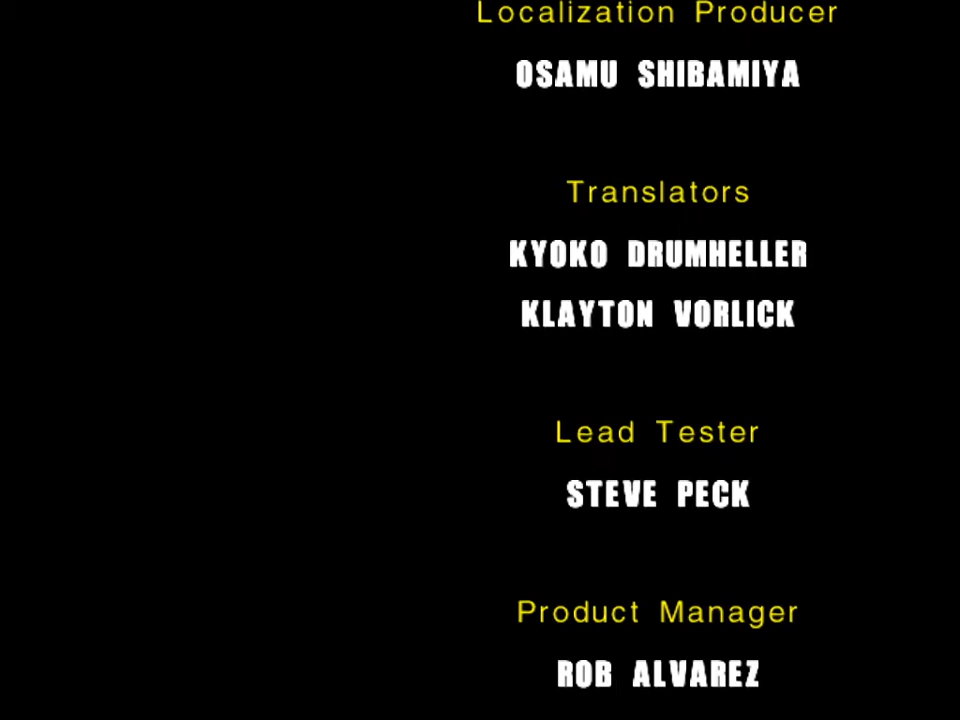 Localization Producer
OSAMU SHIBAMIYA
Translators
KYOKO DRUMHELLER
KLAYTON VORLICK
Lead Tester
STEVE PECK
Product Manager
ROB ALVAREZ